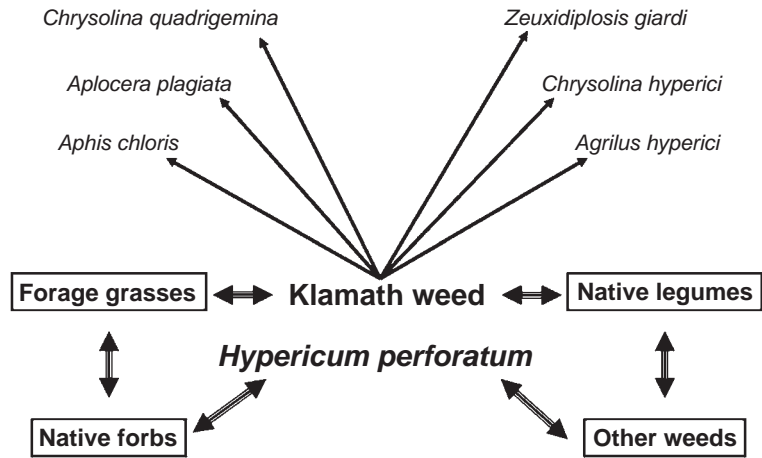 Chrysolina quadrigemina
Zeuxidiplosis giardi
Aplocera plagiata
Chrysolina hyperici
Aphis chloris
Agrilus hyperici
Forage grasses
Klamath weed
Native legumes
Hypericum perforatum
Native forbs
Other weeds